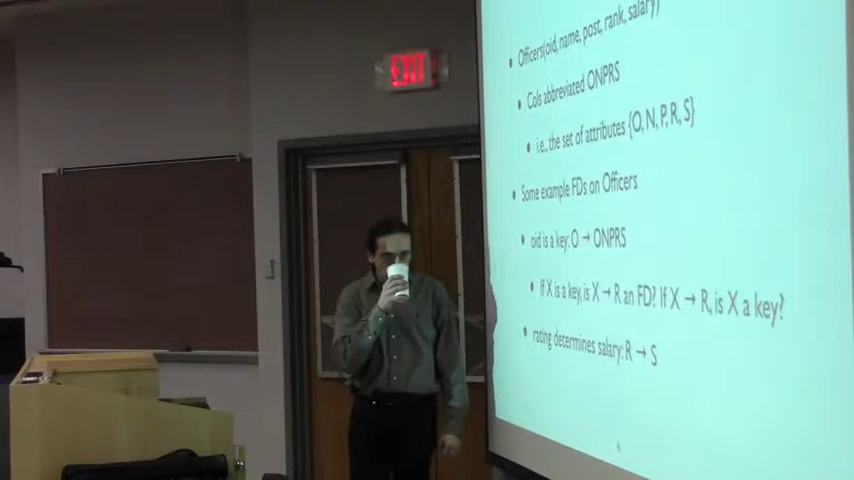 EXIT
Officers(oid, name, post, rank, salary)
Cols abbreviated ONPRS
i.e., the set of attributes {O, N, P, R, S}
Some example FDs on Officers
oid is a key: O → ONPRS
If X is a key, is X → R an FD? If X → R, is X a key?
rating determines salary: R → S